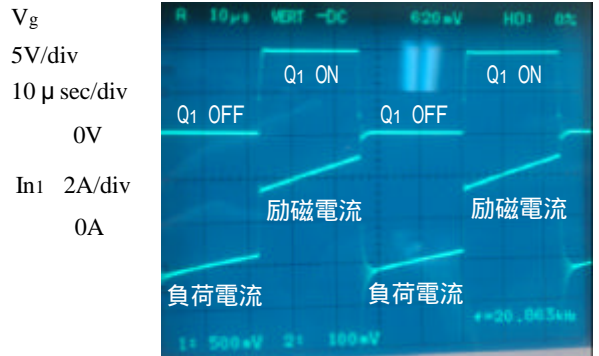 Vg
5V/div
10 μ sec/div
0V
In1 2A/div
0A
A 10μs VERT -DC 620mV HO: 0%
Q1 ON
Q1 ON
Q1 OFF
Q1 OFF
励磁電流
励磁電流
負荷電流
負荷電流
f=20.863kHz
1: 500mV 2: 100mV